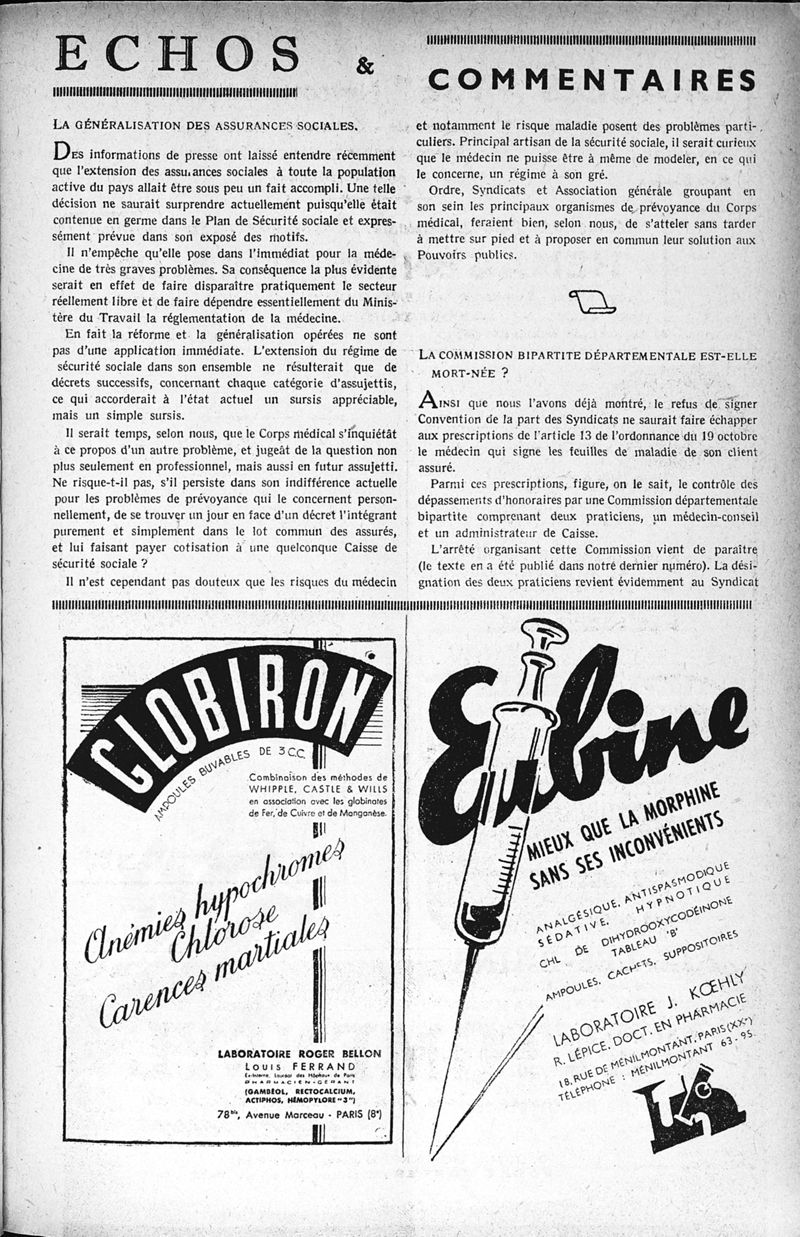 ECHOS
&
COMMENTAIRES
LA GÉNÉRALISATION DES ASSURANCES SOCIALES.
DES informations de presse ont laissé entendre récemment
que l'extension des assurances sociales à toute la population
active du pays allait être sous peu un fait accompli. Une telle
décision ne saurait surprendre actuellement puisqu'elle était
contenue en germe dans le Plan de Sécurité sociale et expres-
sément prévue dans son exposé des motifs.
Il n'empêche qu'elle pose dans l'immédiat pour la méde-
cine de très graves problèmes. Sa conséquence la plus évidente
serait en effet de faire disparaître pratiquement le secteur
réellement libre et de faire dépendre essentiellement du Minis-
tère du Travail la réglementation de la médecine.
En fait la réforme et la généralisation opérées ne sont
pas d'une application immédiate. L'extension du régime de
sécurité sociale dans son ensemble ne résulterait que de
décrets successifs, concernant chaque catégorie d'assujettis,
ce qui accorderait à l'état actuel un sursis appréciable,
mais un simple sursis.
Il serait temps, selon nous, que le Corps médical s'inquiétât
à ce propos d'un autre problème, et jugeât de la question non
plus seulement en professionnel, mais aussi en futur assujetti.
Ne risque-t-il pas, s'il persiste dans son indifférence actuelle
pour les problèmes de prévoyance qui le concernent person-
nellement, de se trouver un jour en face d'un décret l'intégrant
purement et simplement dans le lot commun des assurés,
et lui faisant payer cotisation à une quelconque Caisse de
sécurité sociale ?
Il n'est cependant pas douteux que les risques du médecin
et notamment le risque maladie posent des problèmes parti-
culiers. Principal artisan de la sécurité sociale, il serait curieux
que le médecin ne puisse être à même de modeler, en ce qui
le concerne, un régime à son gré.
Ordre, Syndicats et Association générale groupant en
son sein les principaux organismes de prévoyance du Corps
médical, feraient bien, selon nous, de s'atteler sans tarder
à mettre sur pied et à proposer en commun leur solution aux
Pouvoirs publics.
LA COMMISSION BIPARTITE DÉPARTEMENTALE EST-ELLE
MORT-NÉE ?
AINSI que nous l'avons déjà montré, le refus de signer
Convention de la part des Syndicats ne saurait faire échapper
aux prescriptions de l'article 13 de l'ordonnance du 19 octobre
le médecin qui signe les feuilles de maladie de son client
assuré.
Parmi ces prescriptions, figure, on le sait, le contrôle des
dépassements d'honoraires par une Commission départementale
bipartite comprenant deux praticiens, un médecin-conseil
et un administrateur de Caisse.
L'arrêté organisant cette Commission vient de paraître
(le texte en a été publié dans notre dernier numéro). La dési-
gnation des deux praticiens revient évidemment au Syndicat
GLOBIRON
AMPOULES BUVABLES DE 3 C.C.
Combinaison des méthodes de
WHIPPLE, CASTLE & WILLS
en association avec les globinates
de Fer, de Cuivre et de Manganèse.
Anémies hypochromes
Chlorose
Carences martiales
LABORATOIRE ROGER BELLON
LOUIS FERRAND
Ex-Interne, Lauréat des Hôpitaux de Paris
PHARMACIEN-GÉRANT
(GAMBÉOL, RECTOCALCIUM,
ACTIPHOS, HÉMOPYLORE "3")
78bis, Avenue Marceau - PARIS (8e)
Eubine
MIEUX QUE LA MORPHINE
SANS SES INCONVÉNIENTS
ANALGÉSIQUE, ANTISPASMODIQUE
SÉDATIVE, HYPNOTIQUE
CHL DE DIHYDROOXYCODÉINONE
TABLEAU 'B'
AMPOULES, CACHETS, SUPPOSITOIRES
LABORATOIRE J. KŒHLY
R. LÉPICE, DOCT. EN PHARMACIE
18, RUE DE MÉNILMONTANT, PARIS (XXe)
TÉLÉPHONE : MÉNILMONTANT 63-95